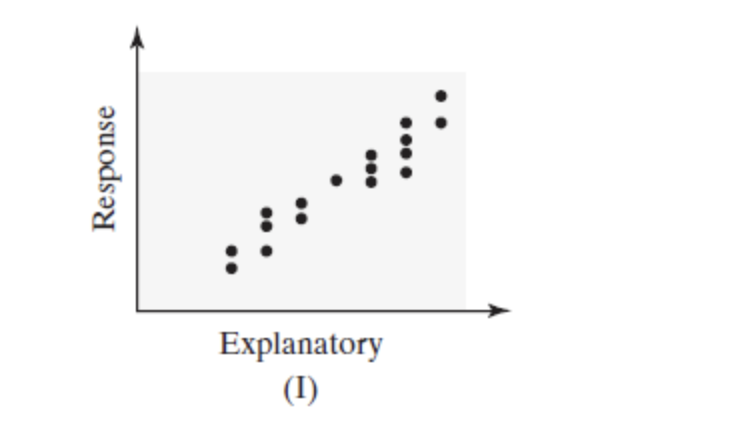 Response
Explanatory
(I)